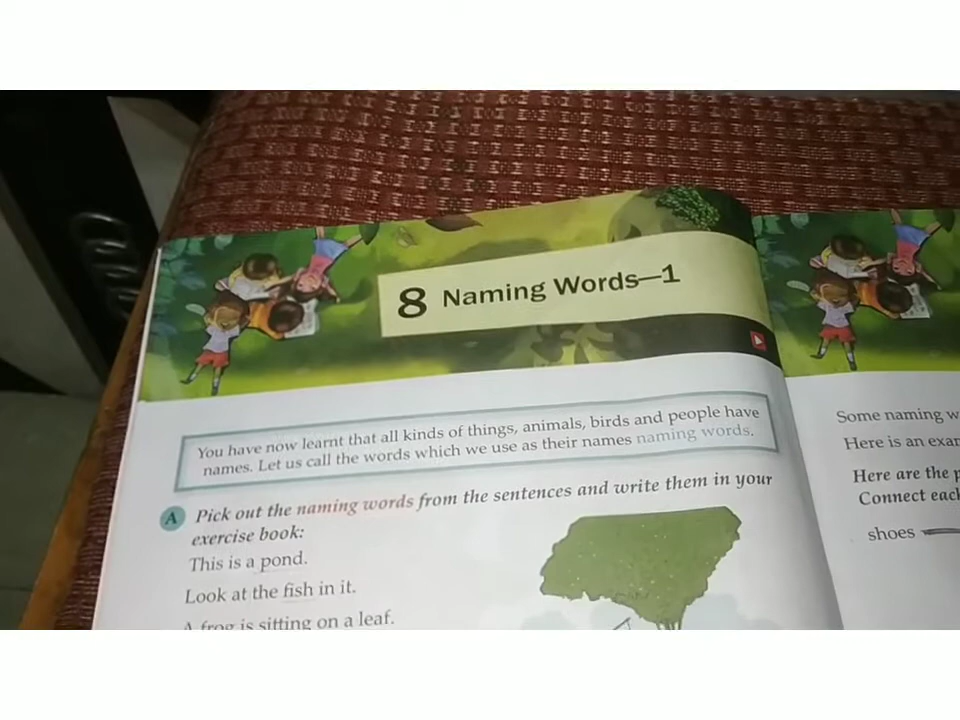 8 Naming Words—1
You have now learnt that all kinds of things, animals, birds and people have
names. Let us call the words which we use as their names naming words.
A Pick out the naming words from the sentences and write them in your
exercise book:
This is a pond.
Look at the fish in it.
A frog is sitting on a leaf.
Some naming
Here is an
Here are the
Connect
shoes